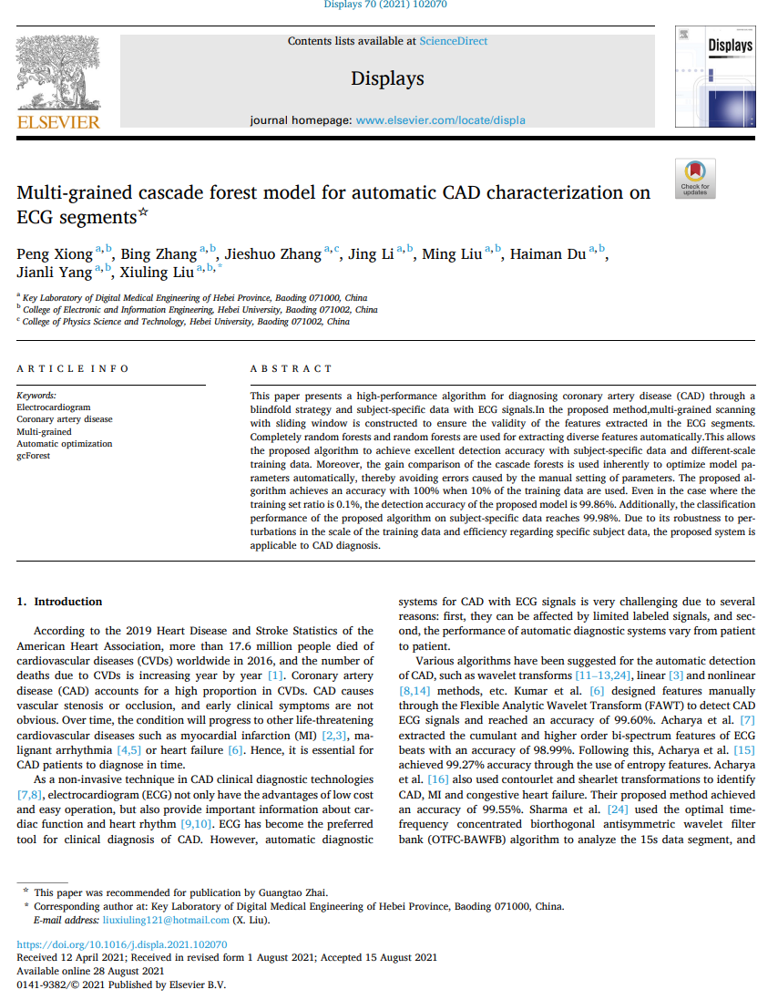 Displays 70 (2021) 102070
Contents lists available at ScienceDirect
Displays
journal homepage: www.elsevier.com/locate/displa
ELSEVIER
Displays
Check for
updates
Multi-grained cascade forest model for automatic CAD characterization on
ECG segments☆
Peng Xiong a,b, Bing Zhang a,b, Jieshuo Zhang a,c, Jing Li a,b, Ming Liu a,b, Haiman Du a,b,
Jianli Yang a,b, Xiuling Liu a,b,*
a Key Laboratory of Digital Medical Engineering of Hebei Province, Baoding 071000, China
b College of Electronic and Information Engineering, Hebei University, Baoding 071002, China
c College of Physics Science and Technology, Hebei University, Baoding 071002, China
ARTICLE INFO
Keywords:
Electrocardiogram
Coronary artery disease
Multi-grained
Automatic optimization
gcForest
ABSTRACT
This paper presents a high-performance algorithm for diagnosing coronary artery disease (CAD) through a
blindfold strategy and subject-specific data with ECG signals.In the proposed method,multi-grained scanning
with sliding window is constructed to ensure the validity of the features extracted in the ECG segments.
Completely random forests and random forests are used for extracting diverse features automatically.This allows
the proposed algorithm to achieve excellent detection accuracy with subject-specific data and different-scale
training data. Moreover, the gain comparison of the cascade forests is used inherently to optimize model pa-
rameters automatically, thereby avoiding errors caused by the manual setting of parameters. The proposed al-
gorithm achieves an accuracy with 100% when 10% of the training data are used. Even in the case where the
training set ratio is 0.1%, the detection accuracy of the proposed model is 99.86%. Additionally, the classification
performance of the proposed algorithm on subject-specific data reaches 99.98%. Due to its robustness to per-
turbations in the scale of the training data and efficiency regarding specific subject data, the proposed system is
applicable to CAD diagnosis.
1. Introduction
According to the 2019 Heart Disease and Stroke Statistics of the
American Heart Association, more than 17.6 million people died of
cardiovascular diseases (CVDs) worldwide in 2016, and the number of
deaths due to CVDs is increasing year by year [1]. Coronary artery
disease (CAD) accounts for a high proportion in CVDs. CAD causes
vascular stenosis or occlusion, and early clinical symptoms are not
obvious. Over time, the condition will progress to other life-threatening
cardiovascular diseases such as myocardial infarction (MI) [2,3], ma-
lignant arrhythmia [4,5] or heart failure [6]. Hence, it is essential for
CAD patients to diagnose in time.
As a non-invasive technique in CAD clinical diagnostic technologies
[7,8], electrocardiogram (ECG) not only have the advantages of low cost
and easy operation, but also provide important information about car-
diac function and heart rhythm [9,10]. ECG has become the preferred
tool for clinical diagnosis of CAD. However, automatic diagnostic
systems for CAD with ECG signals is very challenging due to several
reasons: first, they can be affected by limited labeled signals, and sec-
ond, the performance of automatic diagnostic systems vary from patient
to patient.
Various algorithms have been suggested for the automatic detection
of CAD, such as wavelet transforms [11–13,24], linear [3] and nonlinear
[8,14] methods, etc. Kumar et al. [6] designed features manually
through the Flexible Analytic Wavelet Transform (FAWT) to detect CAD
ECG signals and reached an accuracy of 99.60%. Acharya et al. [7]
extracted the cumulant and higher order bi-spectrum features of ECG
beats with an accuracy of 98.99%. Following this, Acharya et al. [15]
achieved 99.27% accuracy through the use of entropy features. Acharya
et al. [16] also used contourlet and shearlet transformations to identify
CAD, MI and congestive heart failure. Their proposed method achieved
an accuracy of 99.55%. Sharma et al. [24] used the optimal time-
frequency concentrated biorthogonal antisymmetric wavelet filter
bank (OTFC-BAWFB) algorithm to analyze the 15s data segment, and
☆ This paper was recommended for publication by Guangtao Zhai.
* Corresponding author at: Key Laboratory of Digital Medical Engineering of Hebei Province, Baoding 071000, China.
E-mail address: liuxiuling121@hotmail.com (X. Liu).
https://doi.org/10.1016/j.displa.2021.102070
Received 12 April 2021; Received in revised form 1 August 2021; Accepted 15 August 2021
Available online 28 August 2021
0141-9382/© 2021 Published by Elsevier B.V.